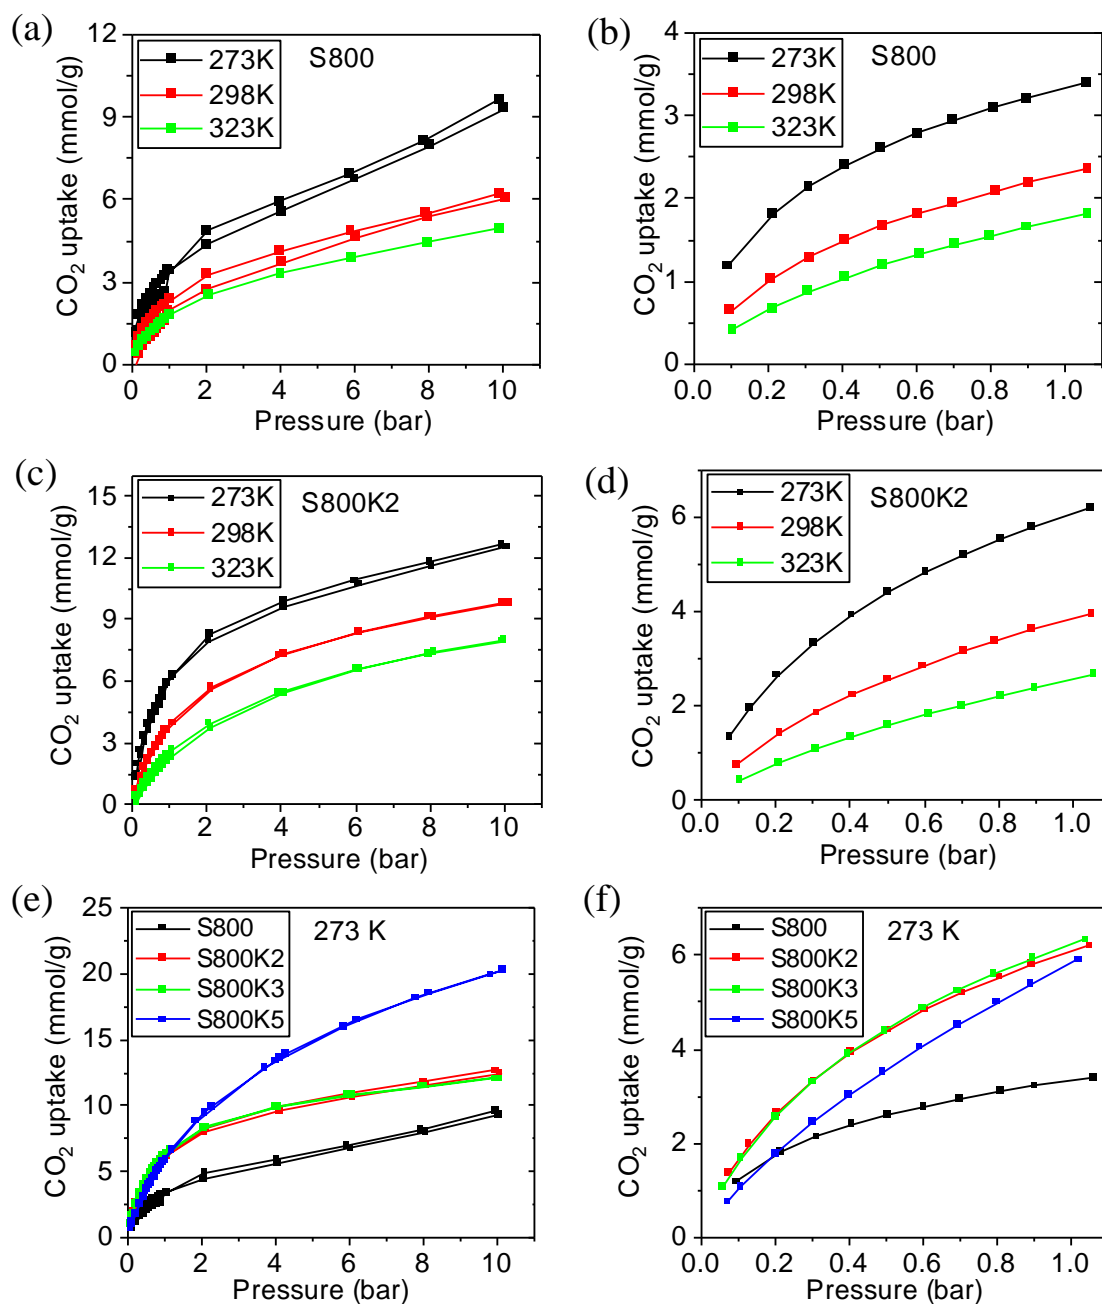 (a)
12
9
6
3
0
CO₂ uptake (mmol/g)
273K
298K
323K
S800
0 2 4 6 8 10
Pressure (bar)
(b)
4
3
2
1
0
CO₂ uptake (mmol/g)
273K
298K
323K
S800
0.0 0.2 0.4 0.6 0.8 1.0
Pressure (bar)
(c)
15
12
9
6
3
0
CO₂ uptake (mmol/g)
273K
298K
323K
S800K2
0 2 4 6 8 10
Pressure (bar)
(d)
6
4
2
0
CO₂ uptake (mmol/g)
273K
298K
323K
S800K2
0.0 0.2 0.4 0.6 0.8 1.0
Pressure (bar)
(e)
25
20
15
10
5
0
CO₂ uptake (mmol/g)
S800
S800K2
S800K3
S800K5
273 K
0 2 4 6 8 10
Pressure (bar)
(f)
6
4
2
0
CO₂ uptake (mmol/g)
S800
S800K2
S800K3
S800K5
273 K
0.0 0.2 0.4 0.6 0.8 1.0
Pressure (bar)